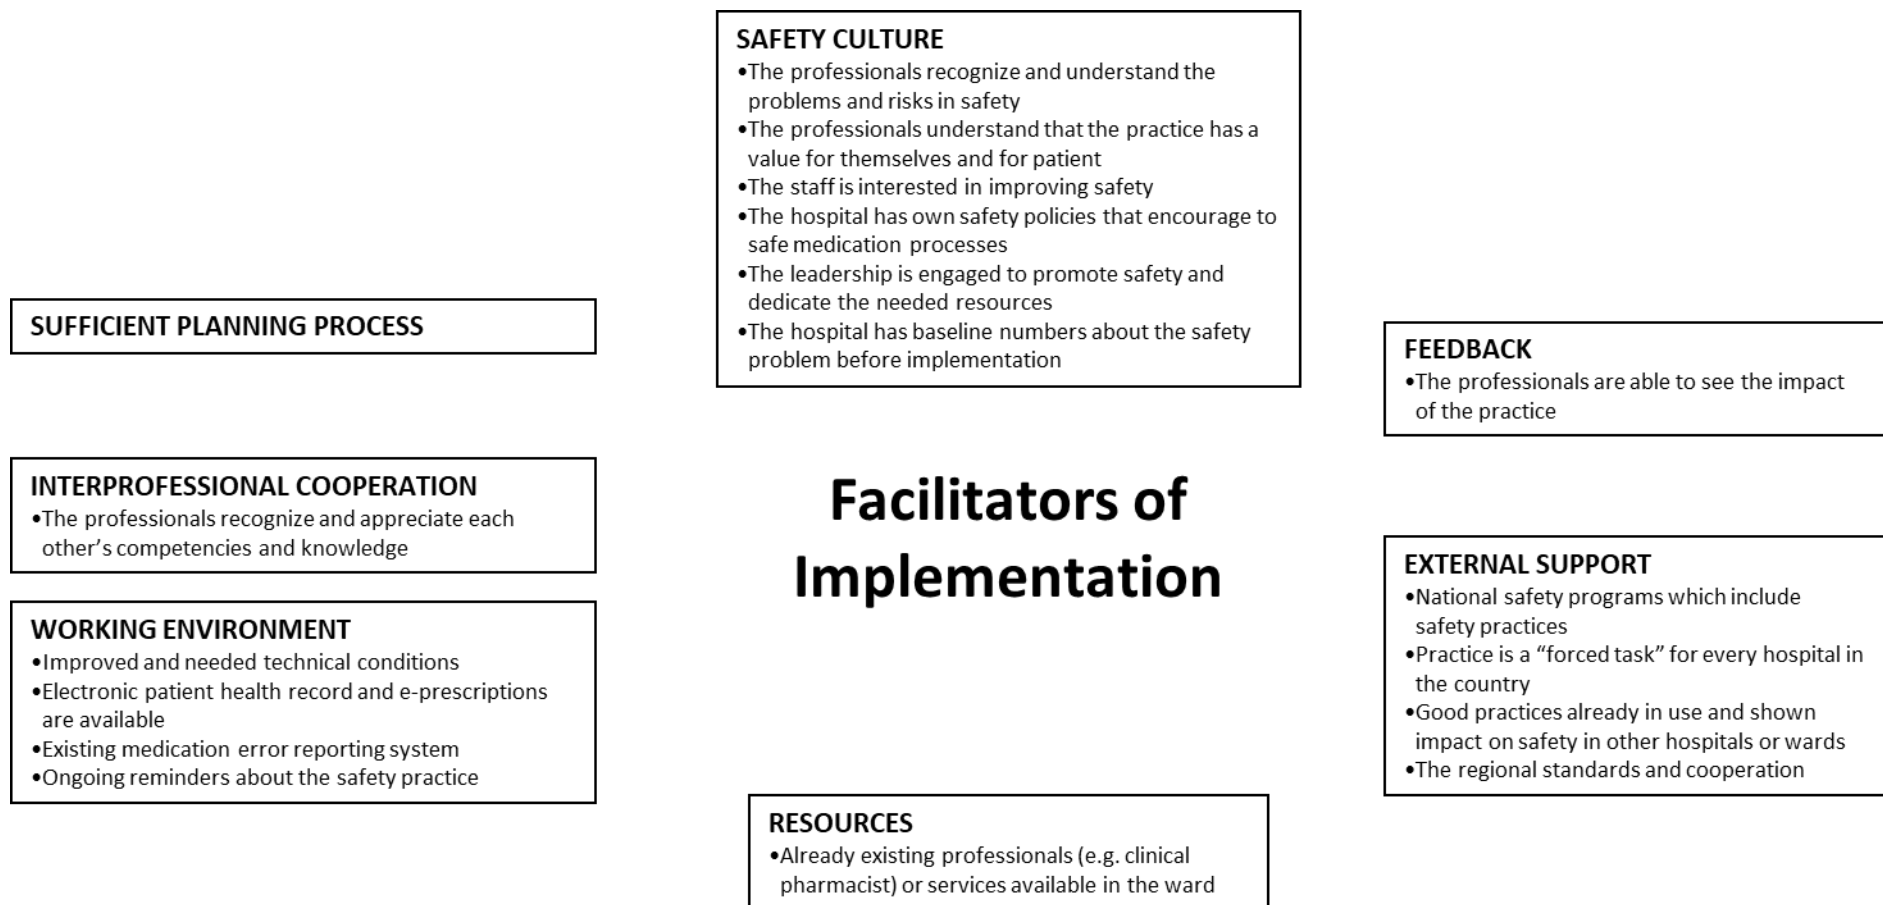 SAFETY CULTURE
•The professionals recognize and understand the
problems and risks in safety
•The professionals understand that the practice has a
value for themselves and for patient
•The staff is interested in improving safety
•The hospital has own safety policies that encourage to
safe medication processes
•The leadership is engaged to promote safety and
dedicate the needed resources
•The hospital has baseline numbers about the safety
problem before implementation
SUFFICIENT PLANNING PROCESS
FEEDBACK
•The professionals are able to see the impact
of the practice
INTERPROFESSIONAL COOPERATION
•The professionals recognize and appreciate each
other’s competencies and knowledge
Facilitators of
Implementation
EXTERNAL SUPPORT
•National safety programs which include
safety practices
•Practice is a “forced task” for every hospital in
the country
•Good practices already in use and shown
impact on safety in other hospitals or wards
•The regional standards and cooperation
WORKING ENVIRONMENT
•Improved and needed technical conditions
•Electronic patient health record and e-prescriptions
are available
•Existing medication error reporting system
•Ongoing reminders about the safety practice
RESOURCES
•Already existing professionals (e.g. clinical
pharmacist) or services available in the ward